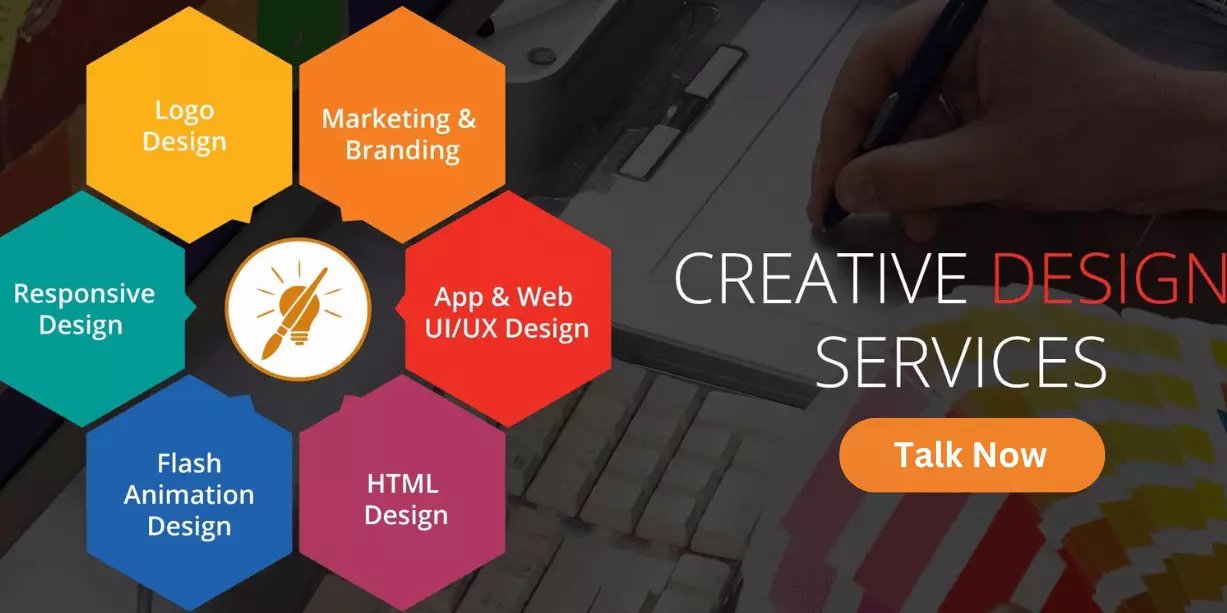 Logo
Design
Marketing &
Branding
Responsive
Design
App & Web
UI/UX Design
Flash
Animation
Design
HTML
Design
CREATIVE DESIGN
SERVICES
Talk Now